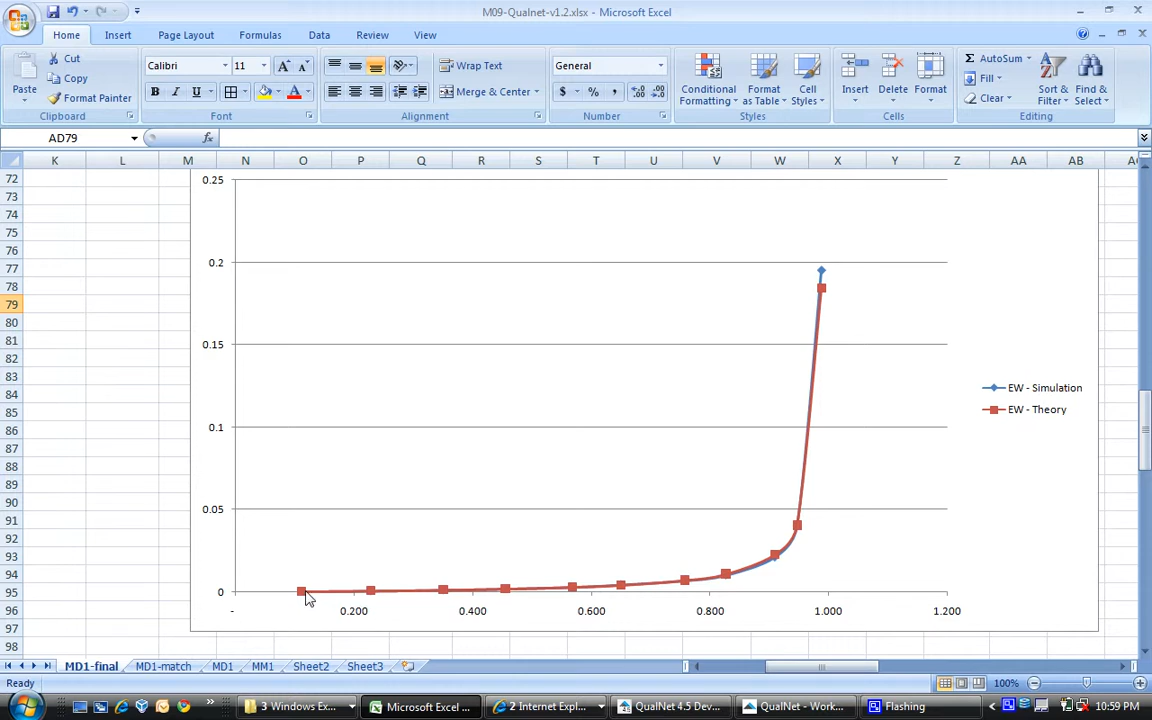 M09-Qualnet-v1.2.xlsx - Microsoft Excel
Home Insert Page Layout Formulas Data Review View
Paste
Cut
Copy
Format Painter
Clipboard
Calibri 11
B I U
Font
Wrap Text
Merge & Center
Alignment
General
$ % ,
Number
Conditional Formatting
Format as Table
Cell Styles
Styles
Insert Delete Format
Cells
Σ AutoSum
Fill
Clear
Sort & Filter
Find & Select
Editing
AD79 fx
K L M N O P Q R S T U V W X Y Z AA AB AC
72
73
74
75
76
77
78
79
80
81
82
83
84
85
86
87
88
89
90
91
92
93
94
95
96
97
98
0.25
0.2
0.15
0.1
0.05
0
- 0.200 0.400 0.600 0.800 1.000 1.200
EW - Simulation
EW - Theory
MD1-final MD1-match MD1 MM1 Sheet2 Sheet3
Ready 100%
3 Windows Ex... Microsoft Excel ... 2 Internet Expl... QualNet 4.5 Dev... QualNet - Work... Flashing 10:59 PM